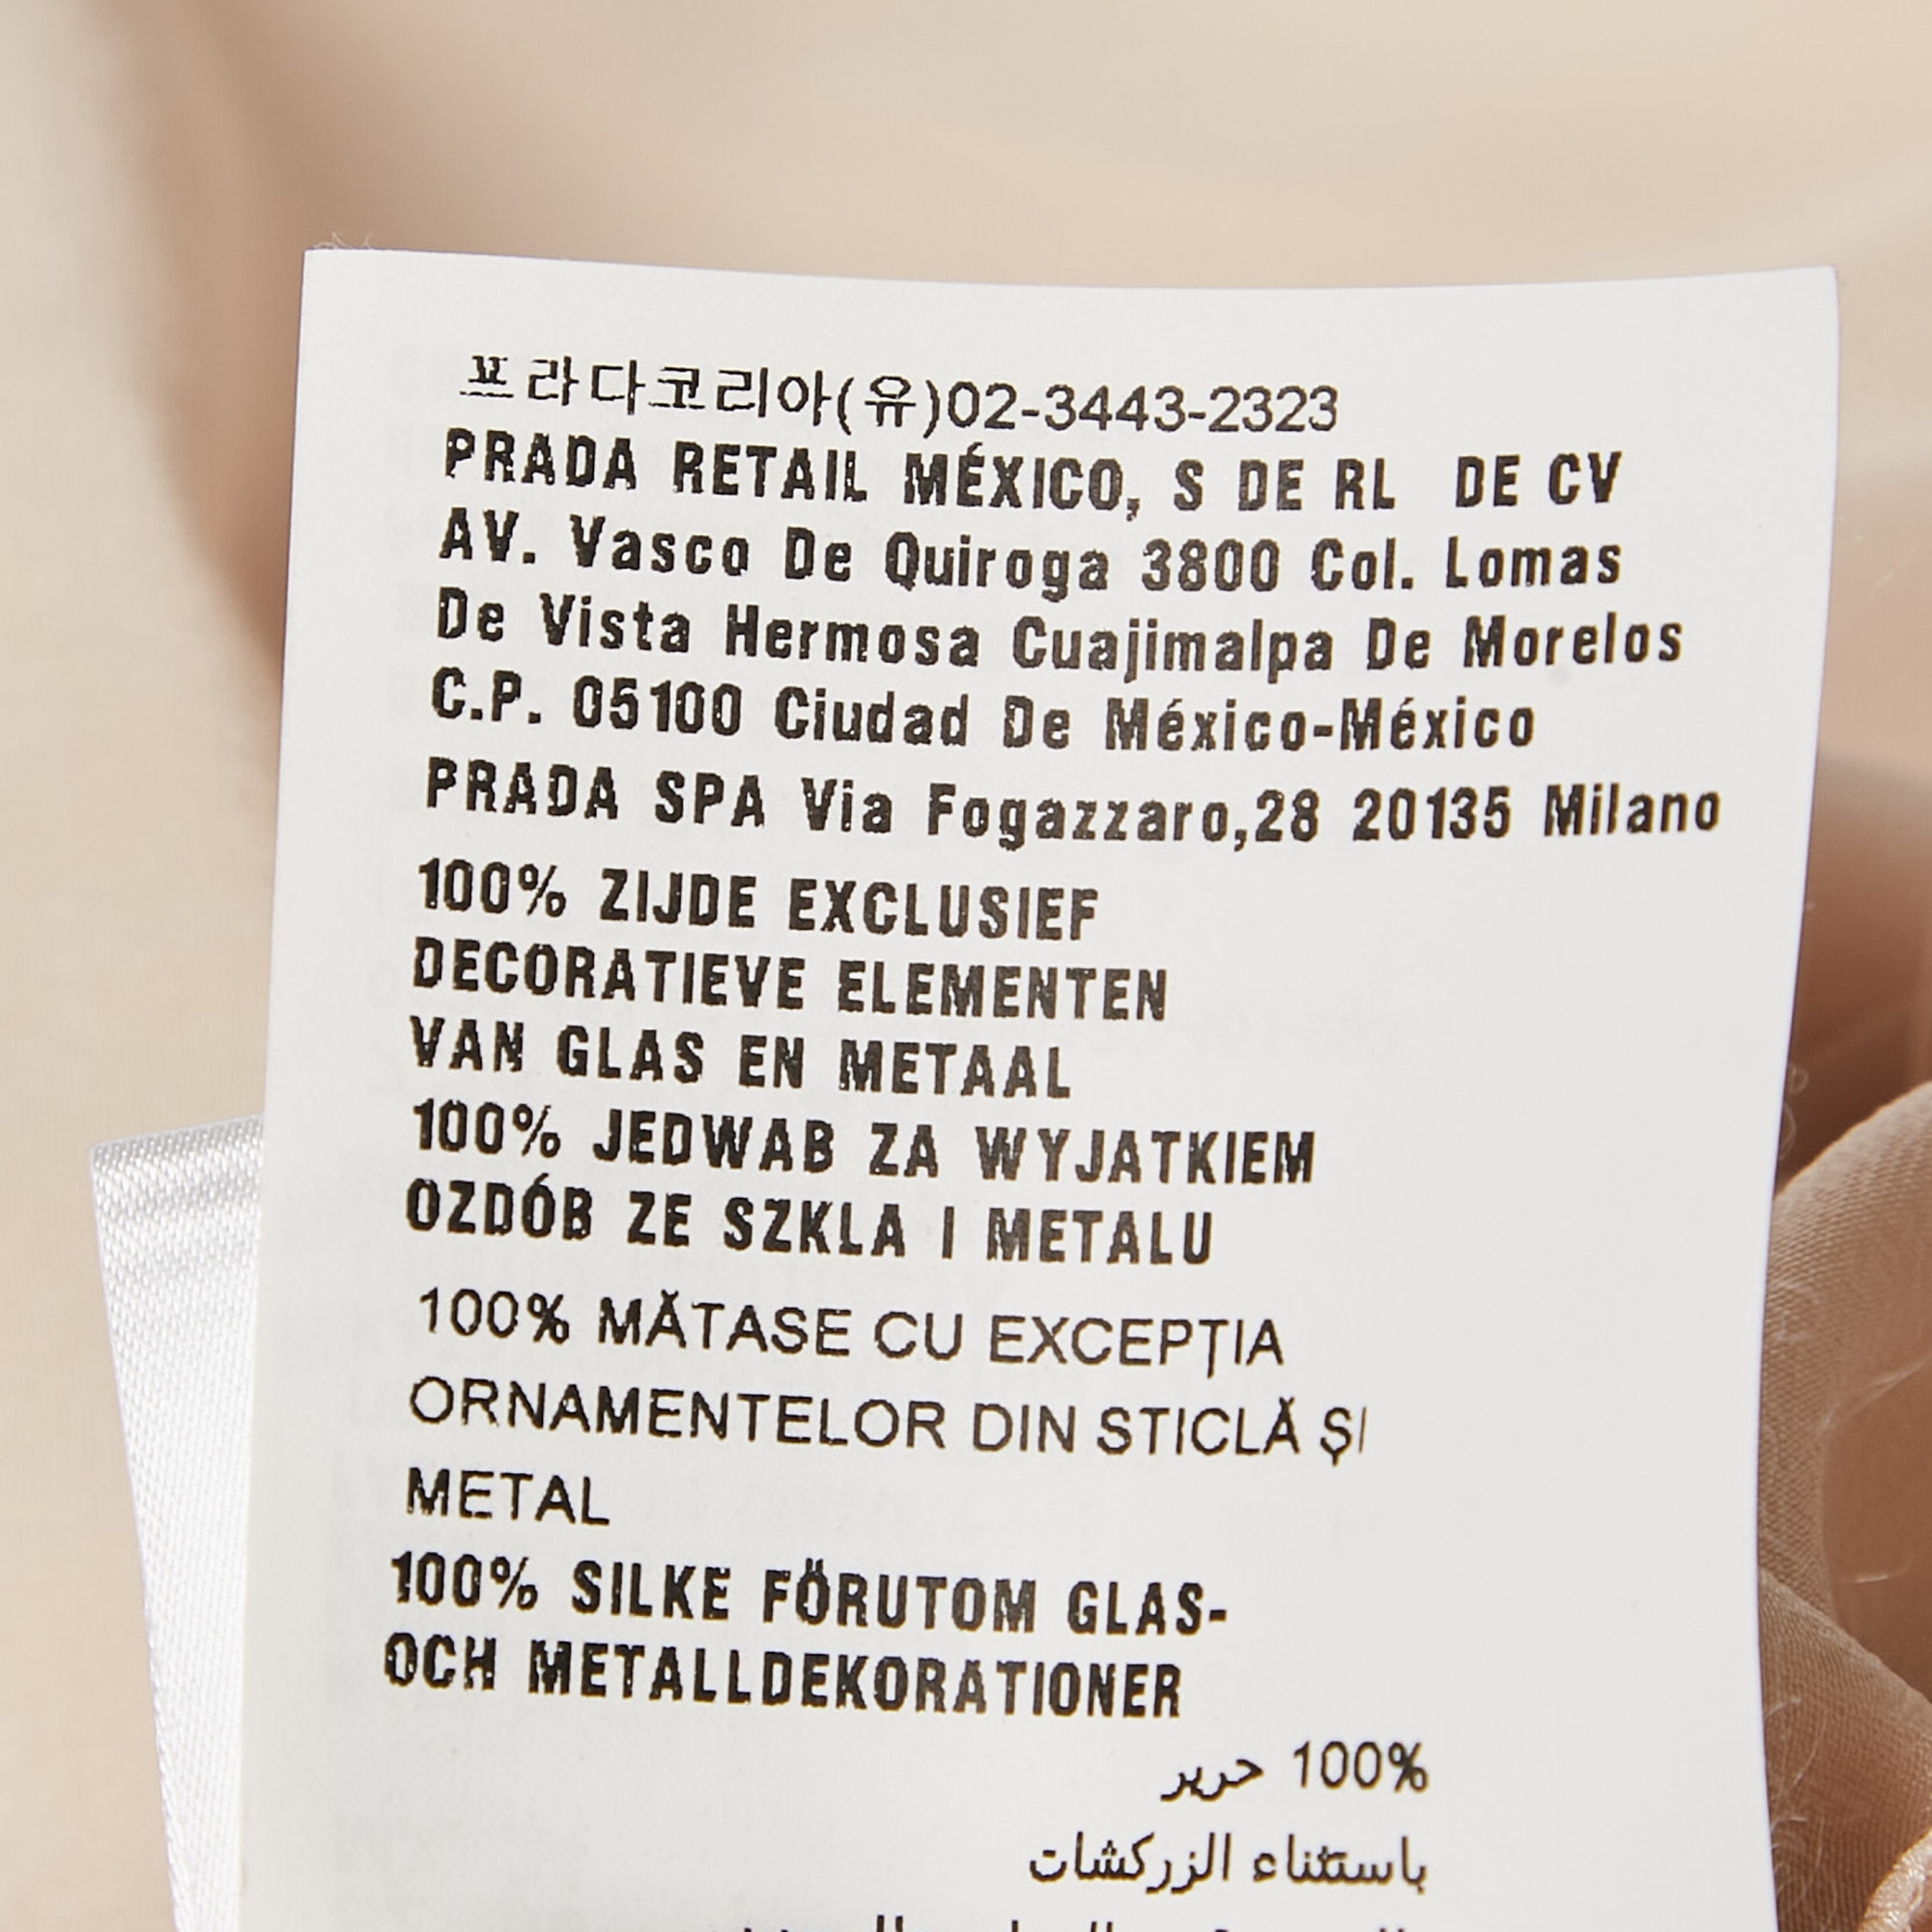 프라다코리아(유)02-3443-2323
PRADA RETAIL MÉXICO, S DE RL DE CV
AV. Vasco De Quiroga 3800 Col. Lomas
De Vista Hermosa Cuajimalpa De Morelos
C.P. 05100 Ciudad De México-México
PRADA SPA Via Fogazzaro,28 20135 Milano
100% ZIJDE EXCLUSIEF
DECORATIEVE ELEMENTEN
VAN GLAS EN METAAL
100% JEDWAB ZA WYJATKIEM
OZDÓB ZE SZKLA I METALU
100% MĂTASE CU EXCEPȚIA
ORNAMENTELOR DIN STICLĂ ȘI
METAL
100% SILKE FÖRUTOM GLAS-
OCH METALLDEKORATIONER
100% حرير
باستثناء الزركشات